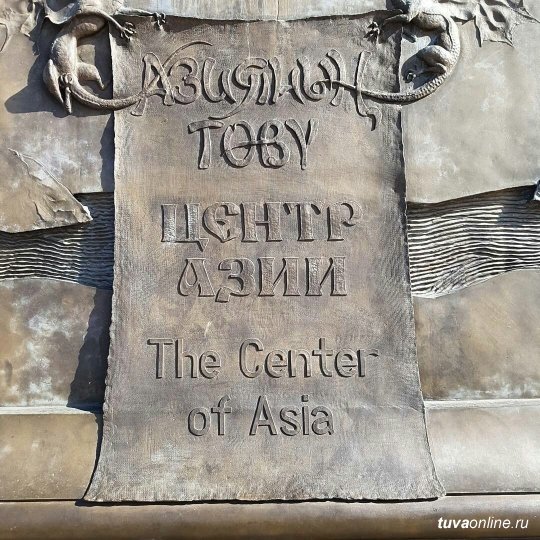 АЗИЯНЫҢ
ТӨВҮ
ЦЕНТР
АЗИИ
The Center
of Asia
tuvaonline.ru